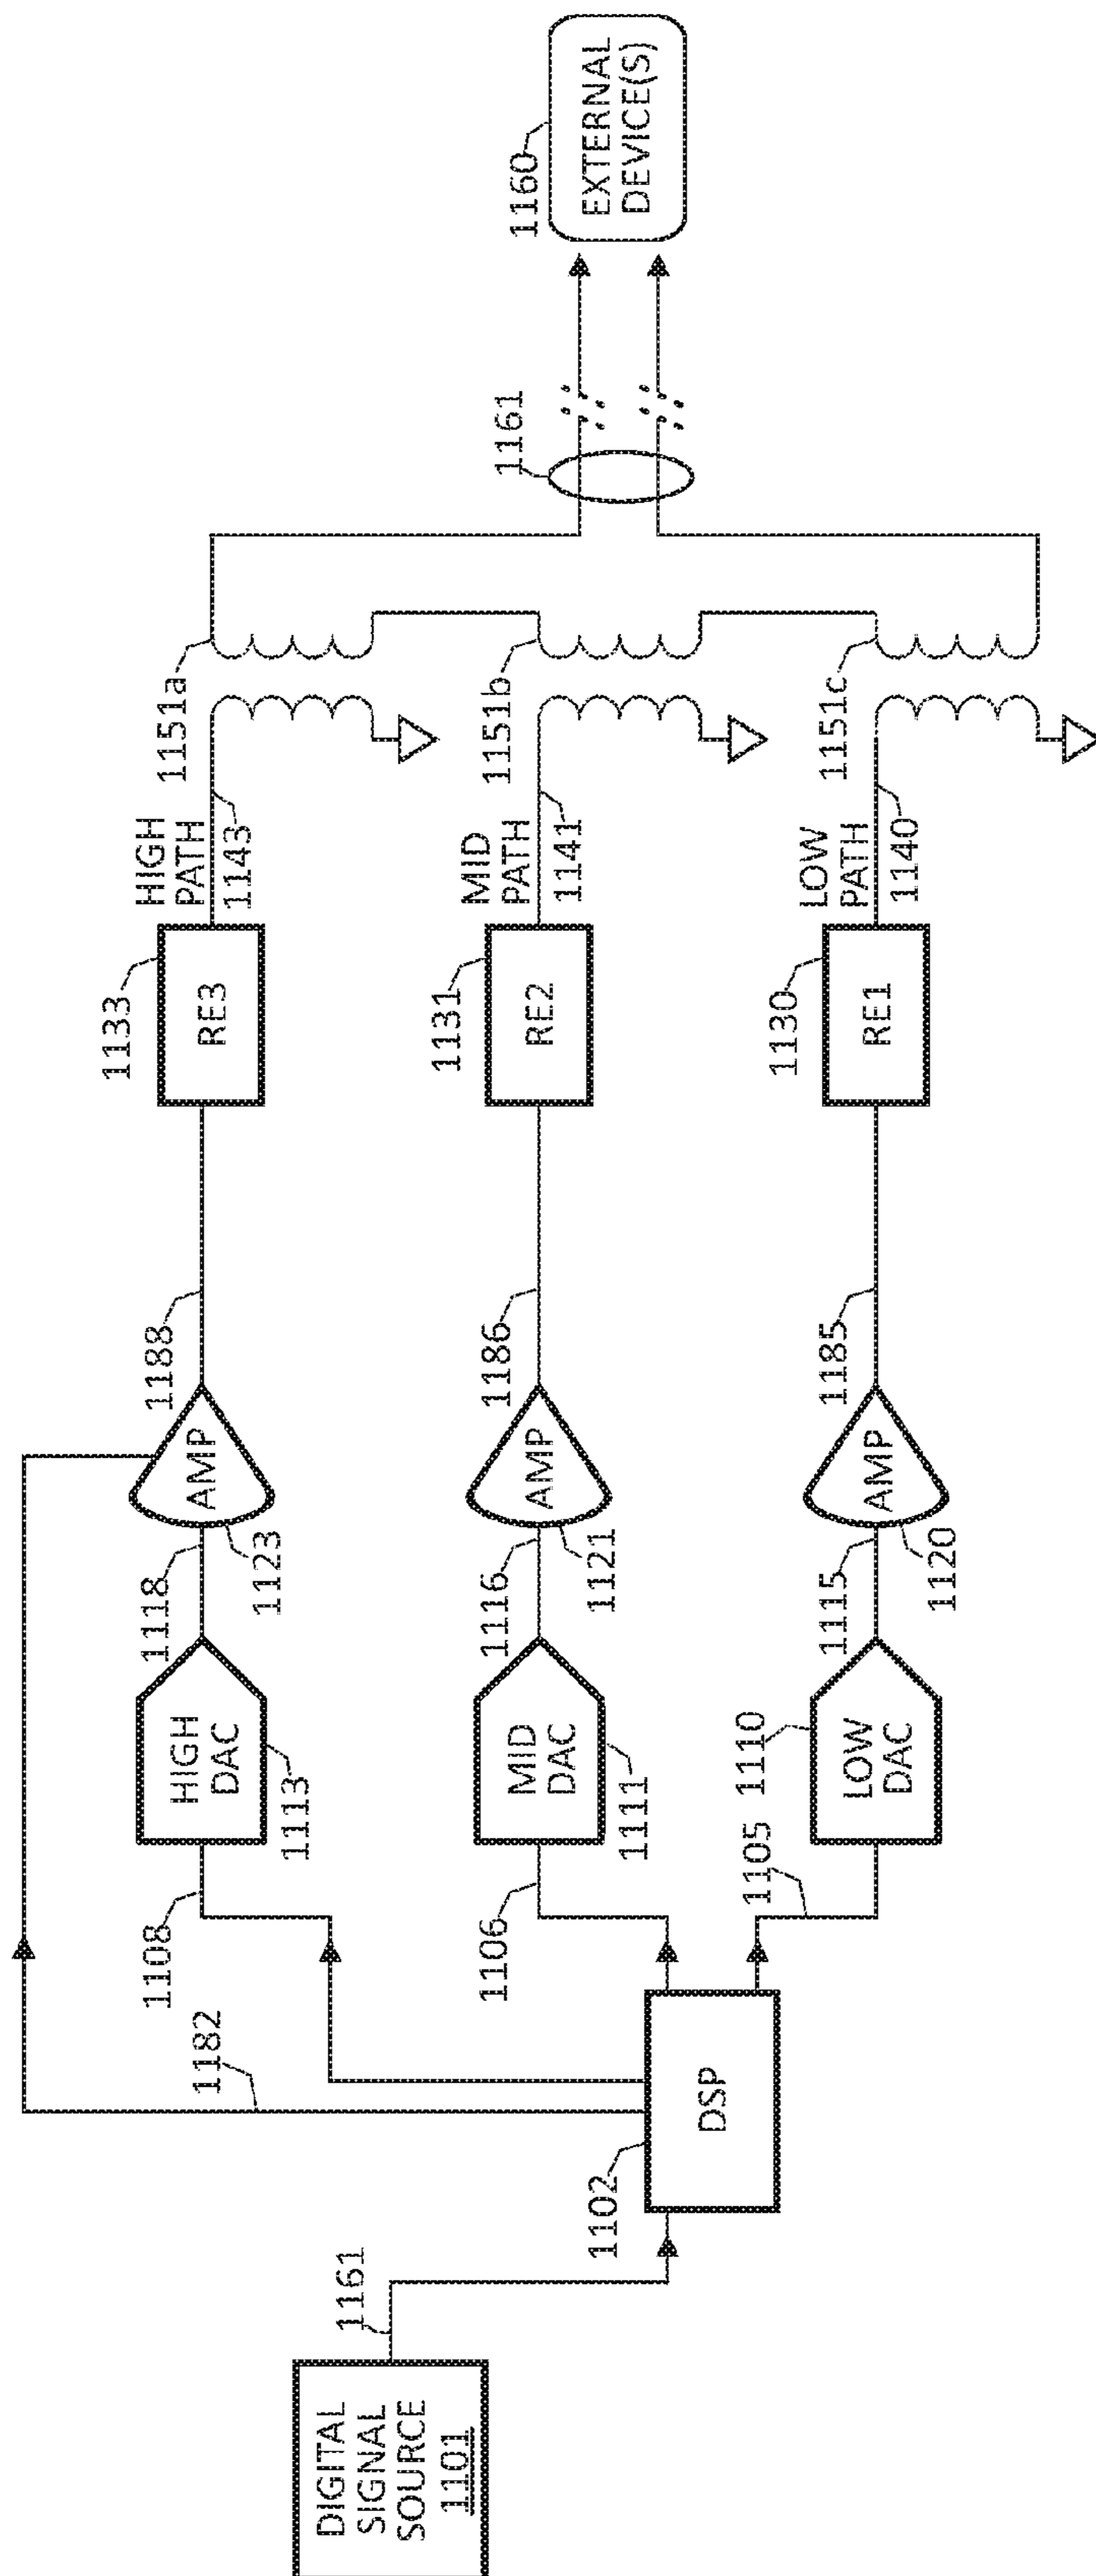 DIGITAL
SIGNAL
SOURCE
1101
1161
1102
DSP
1182
1108
1106
1105
HIGH
DAC
1113
MID
DAC
1111
LOW
DAC
1110
1118
AMP
1123
1188
1116
AMP
1121
1186
1115
AMP
1120
1185
1133
RE3
HIGH
PATH
1143
1131
RE2
MID
PATH
1141
1130
RE1
LOW
PATH
1140
1151a
1151b
1151c
1161
1160
EXTERNAL
DEVICE(S)